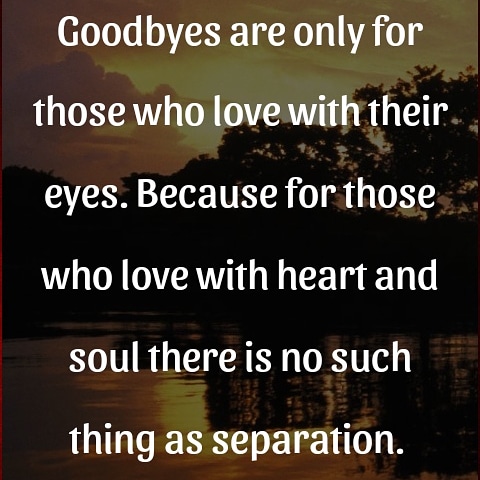 Goodbyes are only for
those who love with their
eyes. Because for those
who love with heart and
soul there is no such
thing as separation.